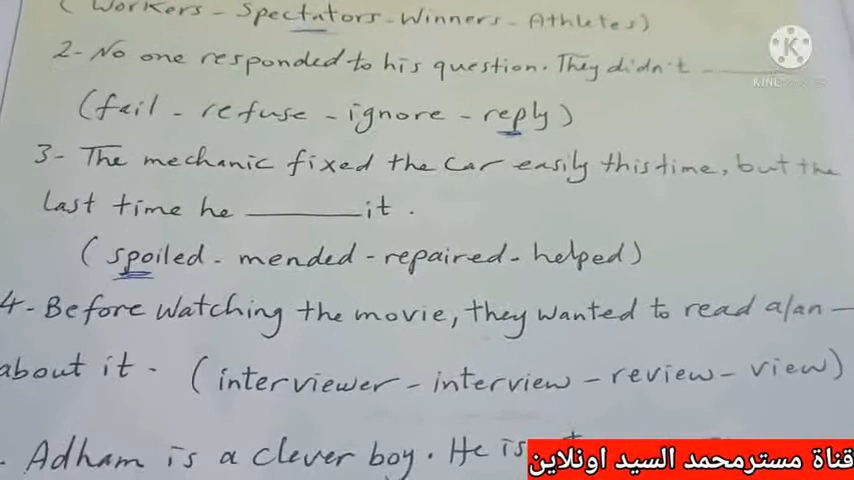 (Workers - Spectators - Winners - Athletes)
2- No one responded to his question. They didn't ______
(fail - refuse - ignore - reply)
3- The mechanic fixed the car easily this time, but the
last time he ______ it.
(spoiled - mended - repaired - helped)
4- Before watching the movie, they wanted to read a/an —
about it. (interviewer - interview - review - view)
. Adham is a clever boy. He is
K
KINE
قناة مسترمحمد السيد اونلاين